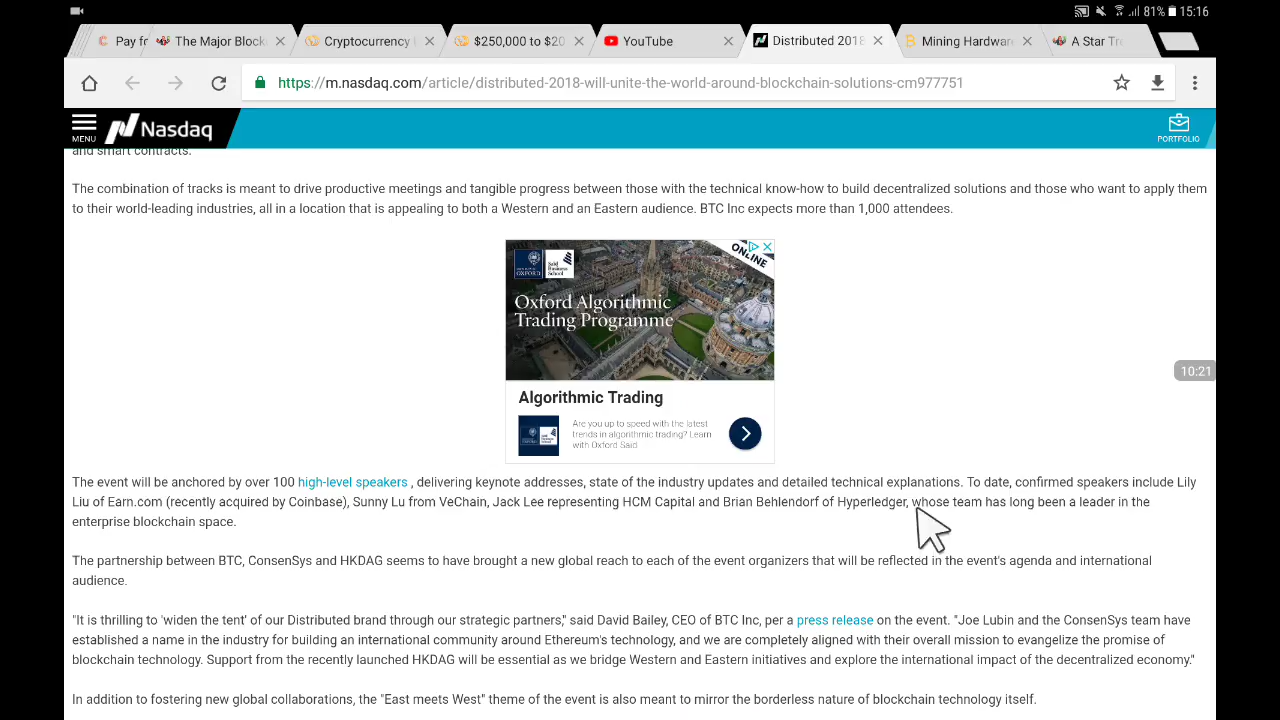 81% 15:16
Pay fo
The Major Block
Cryptocurrency
$250,000 to $20
YouTube
Distributed 2018
Mining Hardware
A Star Tre
https://m.nasdaq.com/article/distributed-2018-will-unite-the-world-around-blockchain-solutions-cm977751
MENU
Nasdaq
PORTFOLIO
and smart contracts.
The combination of tracks is meant to drive productive meetings and tangible progress between those with the technical know-how to build decentralized solutions and those who want to apply them
to their world-leading industries, all in a location that is appealing to both a Western and an Eastern audience. BTC Inc expects more than 1,000 attendees.
ONLINE
OXFORD
Saïd Business School
Oxford Algorithmic
Trading Programme
Algorithmic Trading
Are you up to speed with the latest
trends in algorithmic trading? Learn
with Oxford Saïd
10:21
The event will be anchored by over 100 high-level speakers , delivering keynote addresses, state of the industry updates and detailed technical explanations. To date, confirmed speakers include Lily
Liu of Earn.com (recently acquired by Coinbase), Sunny Lu from VeChain, Jack Lee representing HCM Capital and Brian Behlendorf of Hyperledger, whose team has long been a leader in the
enterprise blockchain space.
The partnership between BTC, ConsenSys and HKDAG seems to have brought a new global reach to each of the event organizers that will be reflected in the event's agenda and international
audience.
"It is thrilling to 'widen the tent' of our Distributed brand through our strategic partners," said David Bailey, CEO of BTC Inc, per a press release on the event. "Joe Lubin and the ConsenSys team have
established a name in the industry for building an international community around Ethereum's technology, and we are completely aligned with their overall mission to evangelize the promise of
blockchain technology. Support from the recently launched HKDAG will be essential as we bridge Western and Eastern initiatives and explore the international impact of the decentralized economy."
In addition to fostering new global collaborations, the "East meets West" theme of the event is also meant to mirror the borderless nature of blockchain technology itself.